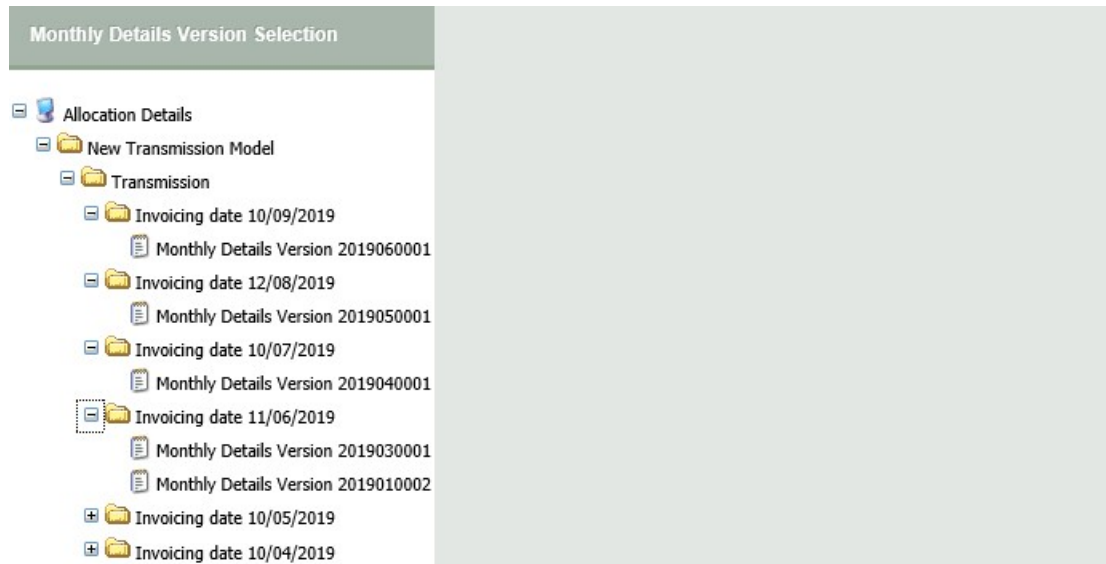 Monthly Details Version Selection
Allocation Details
New Transmission Model
Transmission
Invoicing date 10/09/2019
Monthly Details Version 2019060001
Invoicing date 12/08/2019
Monthly Details Version 2019050001
Invoicing date 10/07/2019
Monthly Details Version 2019040001
Invoicing date 11/06/2019
Monthly Details Version 2019030001
Monthly Details Version 2019010002
Invoicing date 10/05/2019
Invoicing date 10/04/2019